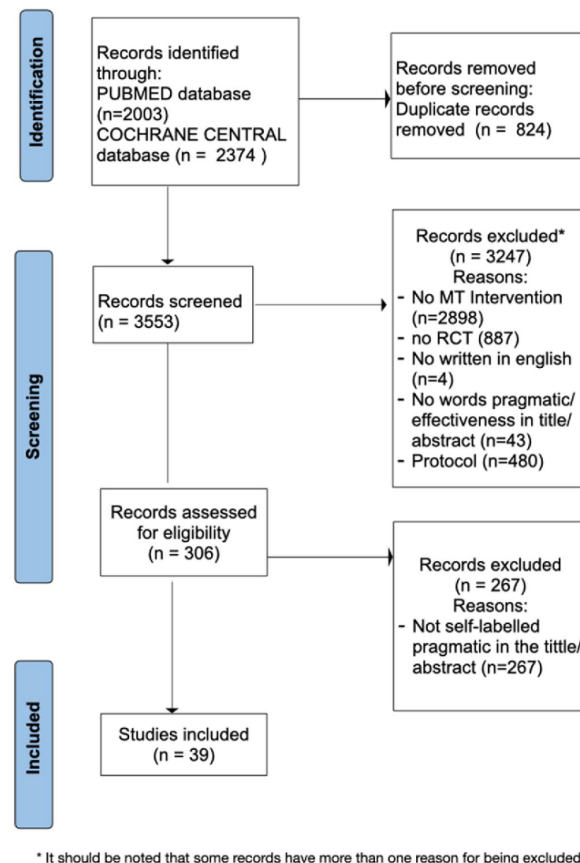 Identification
Records identified
through:
PUBMED database
(n=2003)
COCHRANE CENTRAL
database (n = 2374 )
Records removed
before screening:
Duplicate records
removed (n = 824)
Screening
Records screened
(n = 3553)
Records excluded*
(n = 3247)
Reasons:
- No MT Intervention
(n=2898)
- no RCT (887)
- No written in english
(n=4)
- No words pragmatic/
effectiveness in title/
abstract (n=43)
- Protocol (n=480)
Records assessed
for eligibility
(n = 306)
Records excluded
(n = 267)
Reasons:
- Not self-labelled
pragmatic in the tittle/
abstract (n=267)
Included
Studies included
(n = 39)
* It should be noted that some records have more than one reason for being excluded